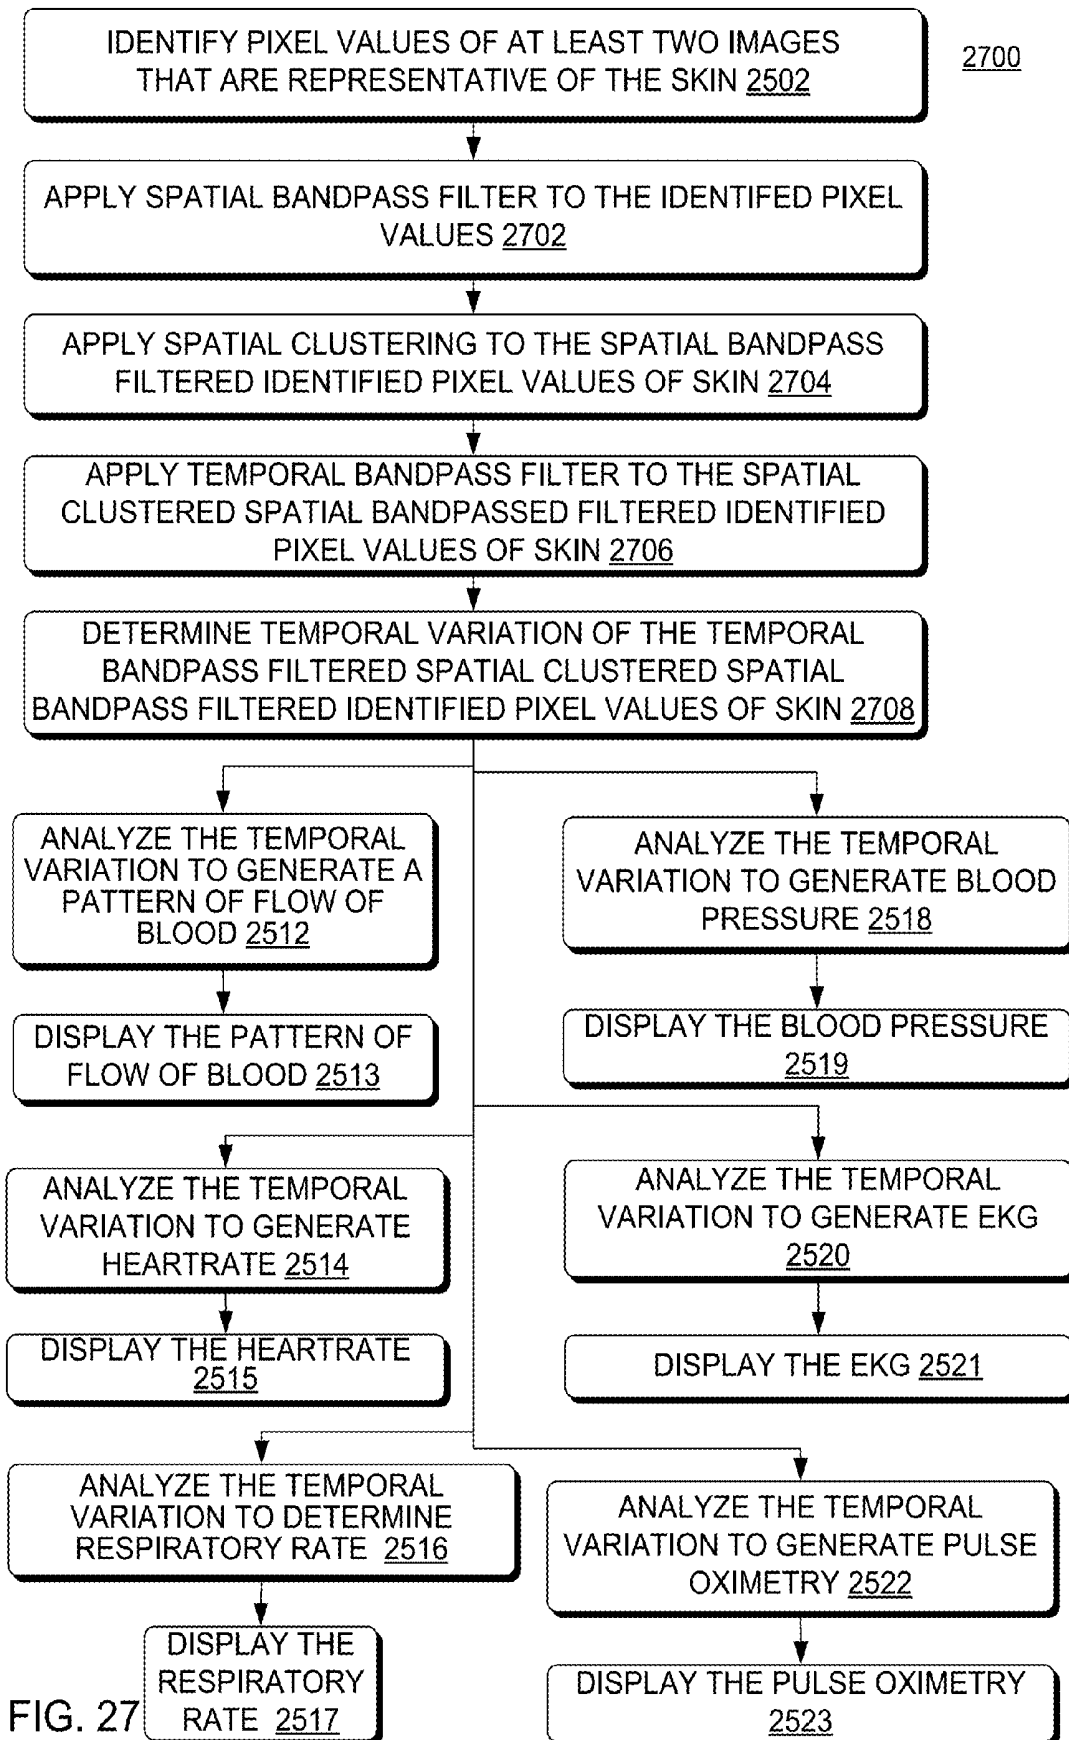 IDENTIFY PIXEL VALUES OF AT LEAST TWO IMAGES
THAT ARE REPRESENTATIVE OF THE SKIN 2502
2700
APPLY SPATIAL BANDPASS FILTER TO THE IDENTIFED PIXEL
VALUES 2702
APPLY SPATIAL CLUSTERING TO THE SPATIAL BANDPASS
FILTERED IDENTIFIED PIXEL VALUES OF SKIN 2704
APPLY TEMPORAL BANDPASS FILTER TO THE SPATIAL
CLUSTERED SPATIAL BANDPASSED FILTERED IDENTIFIED
PIXEL VALUES OF SKIN 2706
DETERMINE TEMPORAL VARIATION OF THE TEMPORAL
BANDPASS FILTERED SPATIAL CLUSTERED SPATIAL
BANDPASS FILTERED IDENTIFIED PIXEL VALUES OF SKIN 2708
ANALYZE THE TEMPORAL
VARIATION TO GENERATE A
PATTERN OF FLOW OF
BLOOD 2512
DISPLAY THE PATTERN OF
FLOW OF BLOOD 2513
ANALYZE THE TEMPORAL
VARIATION TO GENERATE BLOOD
PRESSURE 2518
DISPLAY THE BLOOD PRESSURE
2519
ANALYZE THE TEMPORAL
VARIATION TO GENERATE
HEARTRATE 2514
DISPLAY THE HEARTRATE
2515
ANALYZE THE TEMPORAL
VARIATION TO GENERATE EKG
2520
DISPLAY THE EKG 2521
ANALYZE THE TEMPORAL
VARIATION TO DETERMINE
RESPIRATORY RATE 2516
DISPLAY THE
RESPIRATORY
RATE 2517
ANALYZE THE TEMPORAL
VARIATION TO GENERATE PULSE
OXIMETRY 2522
DISPLAY THE PULSE OXIMETRY
2523
FIG. 27